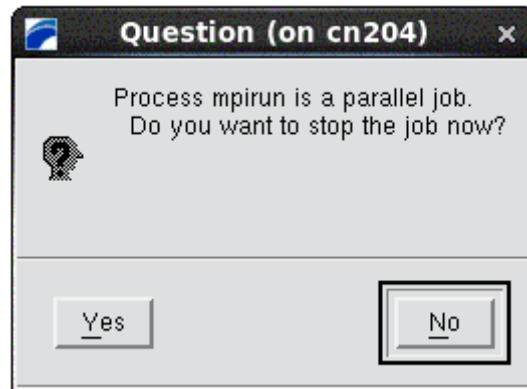 Question (on cn204)
Process mpirun is a parallel job.
Do you want to stop the job now?
Yes
No